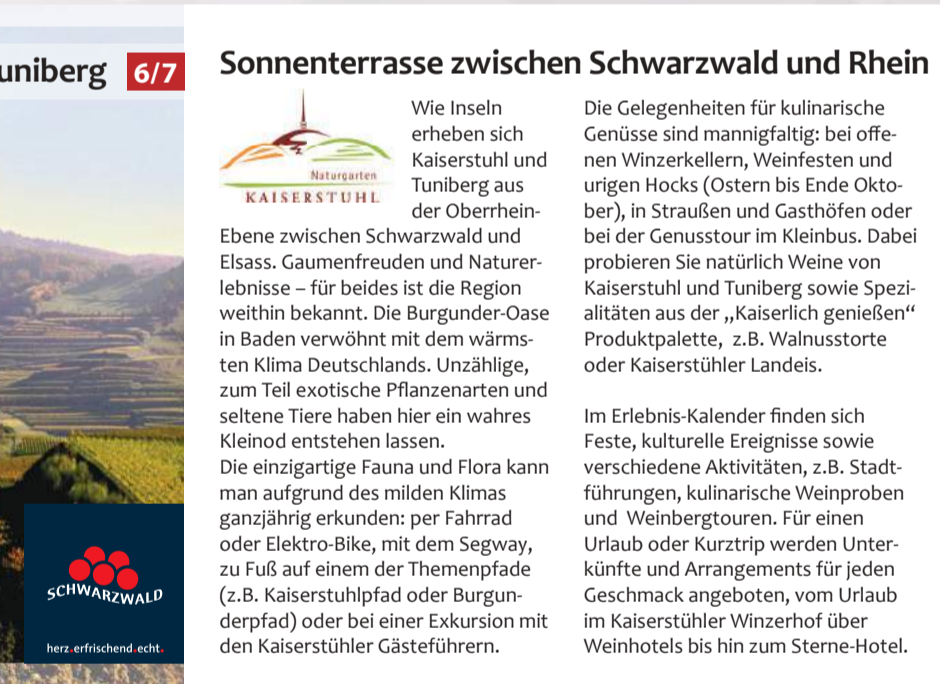 uniberg 6/7
Sonnenterrasse zwischen Schwarzwald und Rhein
Naturgarten
KAISERSTUHL
Wie Inseln
erheben sich
Kaiserstuhl und
Tuniberg aus
der Oberrhein-
Ebene zwischen Schwarzwald und
Elsass. Gaumenfreuden und Naturer-
lebnisse – für beides ist die Region
weithin bekannt. Die Burgunder-Oase
in Baden verwöhnt mit dem wärms-
ten Klima Deutschlands. Unzählige,
zum Teil exotische Pflanzenarten und
seltene Tiere haben hier ein wahres
Kleinod entstehen lassen.
Die einzigartige Fauna und Flora kann
man aufgrund des milden Klimas
ganzjährig erkunden: per Fahrrad
oder Elektro-Bike, mit dem Segway,
zu Fuß auf einem der Themenpfade
(z.B. Kaiserstuhlpfad oder Burgun-
derpfad) oder bei einer Exkursion mit
den Kaiserstühler Gästeführern.
Die Gelegenheiten für kulinarische
Genüsse sind mannigfaltig: bei offe-
nen Winzerkellern, Weinfesten und
urigen Hocks (Ostern bis Ende Okto-
ber), in Straußen und Gasthöfen oder
bei der Genusstour im Kleinbus. Dabei
probieren Sie natürlich Weine von
Kaiserstuhl und Tuniberg sowie Spezi-
alitäten aus der „Kaiserlich genießen“
Produktpalette, z.B. Walnusstorte
oder Kaiserstühler Landeis.
Im Erlebnis-Kalender finden sich
Feste, kulturelle Ereignisse sowie
verschiedene Aktivitäten, z.B. Stadt-
führungen, kulinarische Weinproben
und Weinbergtouren. Für einen
Urlaub oder Kurztrip werden Unter-
künfte und Arrangements für jeden
Geschmack angeboten, vom Urlaub
im Kaiserstühler Winzerhof über
Weinhotels bis hin zum Sterne-Hotel.
SCHWARZWALD
herz.erfrischend.echt.